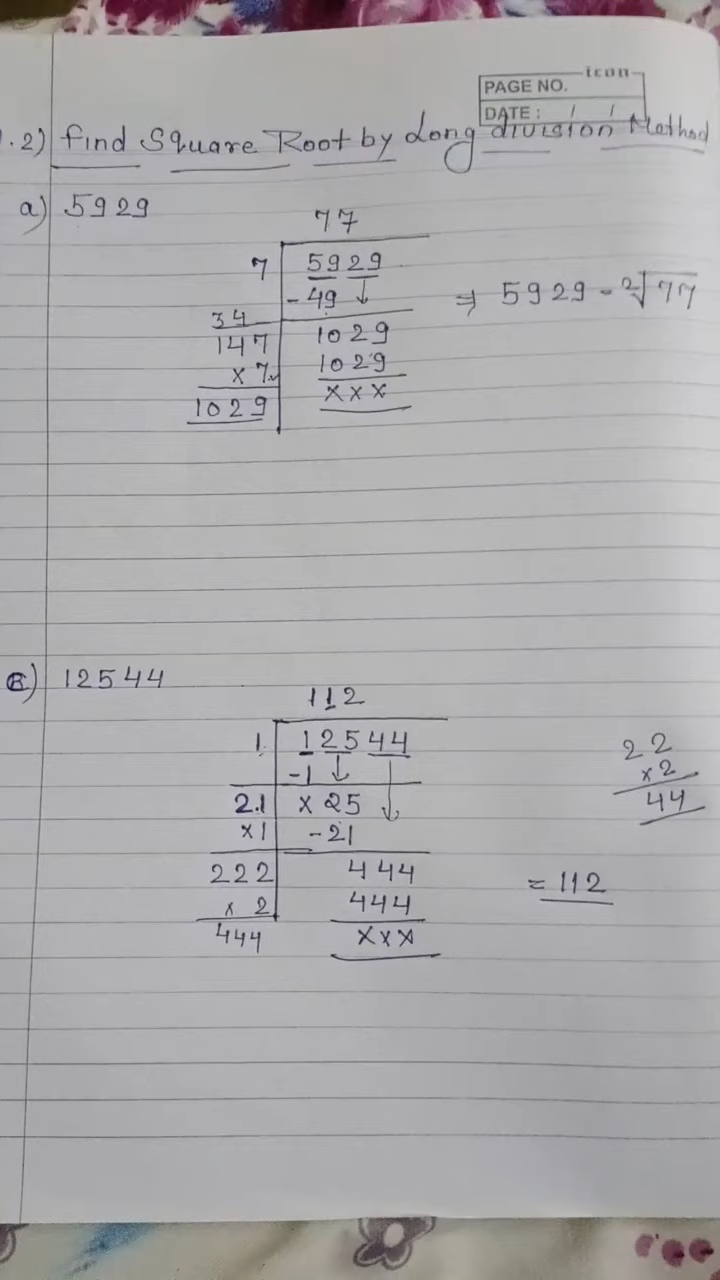 icon
PAGE NO.
DATE : / /
.2) find Square Root by Long division Method
a) 5929
77
7 5929 ⇒ 5929 = ²√77
-49 ↓
34
147 1029
x 7 1029
1029 xxx
12544
112
1 12544 22
-1 ↓ x2
21 x 25 ↓ 44
x1 -21
222 444 = 112
x 2 444
444 xxx